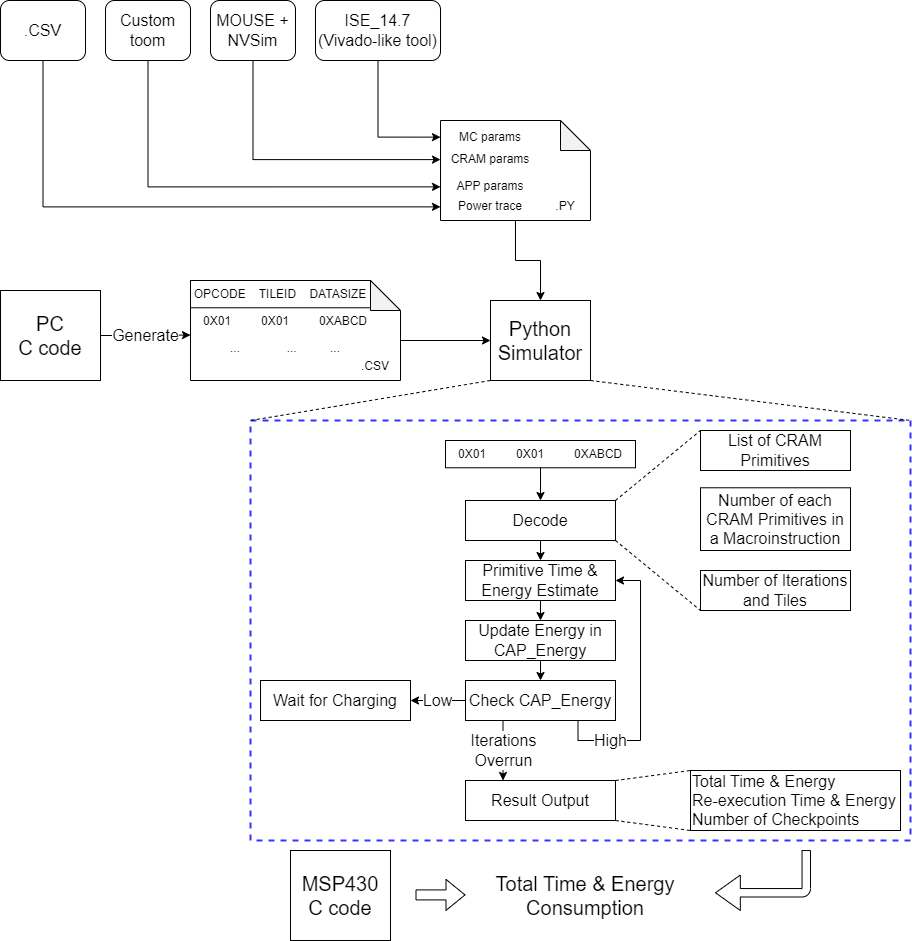 .CSV
Custom
toom
MOUSE +
NVSim
ISE_14.7
(Vivado-like tool)
MC params
CRAM params
APP params
Power trace .PY
PC
C code
Generate
OPCODE TILEID DATASIZE
0X01 0X01 0XABCD
... ... ...
.CSV
Python
Simulator
0X01 0X01 0XABCD
Decode
List of CRAM
Primitives
Number of each
CRAM Primitives in
a Macroinstruction
Number of Iterations
and Tiles
Primitive Time &
Energy Estimate
Update Energy in
CAP_Energy
Wait for Charging
Low
Check CAP_Energy
Iterations
Overrun
High
Result Output
Total Time & Energy
Re-execution Time & Energy
Number of Checkpoints
MSP430
C code
Total Time & Energy
Consumption